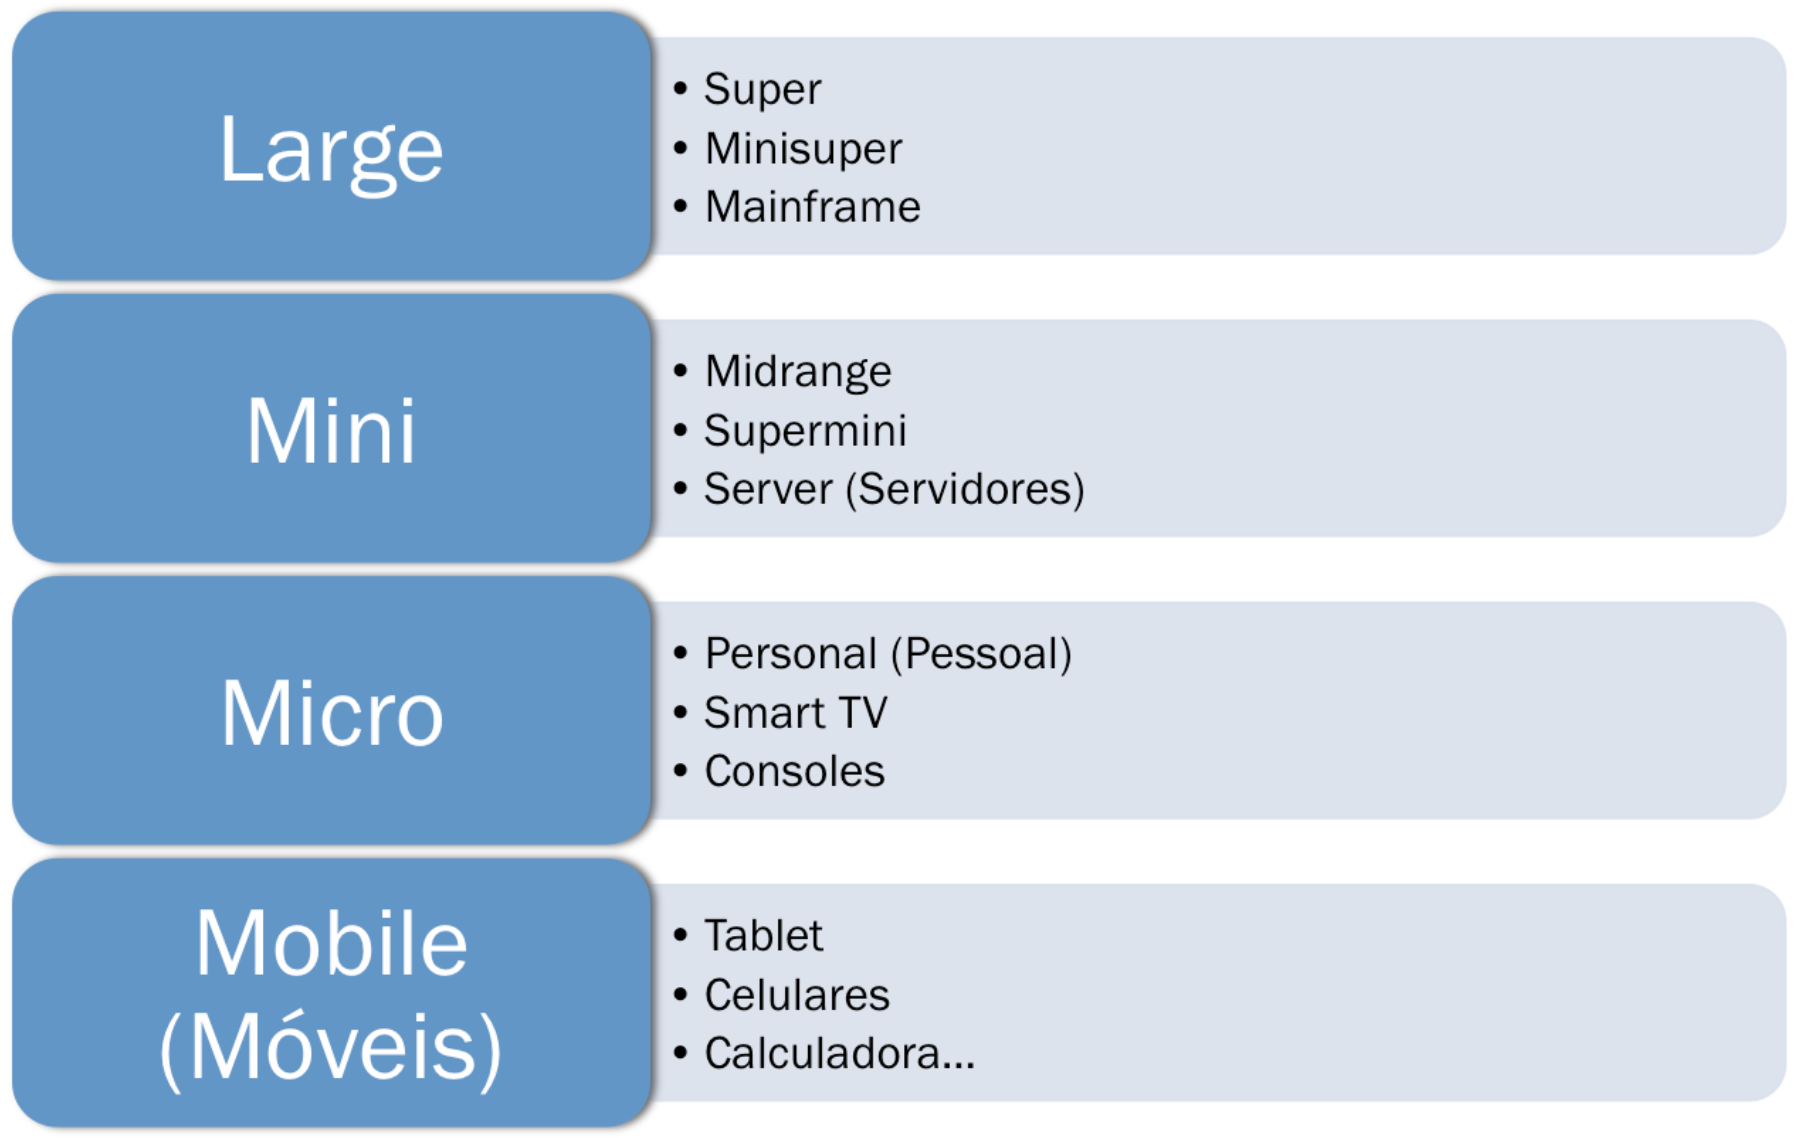 Large
• Super
• Minisuper
• Mainframe
Mini
• Midrange
• Supermini
• Server (Servidores)
Micro
• Personal (Pessoal)
• Smart TV
• Consoles
Mobile
(Móveis)
• Tablet
• Celulares
• Calculadora...